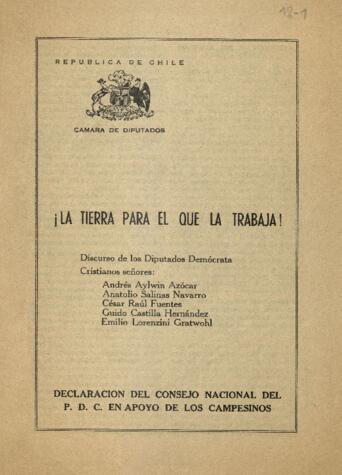 12-1
REPUBLICA DE CHILE
CAMARA DE DIPUTADOS
¡LA TIERRA PARA EL QUE LA TRABAJA!
Discurso de los Diputados Demócrata
Cristianos señores:
Andrés Aylwin Azócar
Anatolio Salinas Navarro
César Raúl Fuentes
Guido Castilla Hernández
Emilio Lorenzini Gratwohl
DECLARACION DEL CONSEJO NACIONAL DEL
P. D. C. EN APOYO DE LOS CAMPESINOS